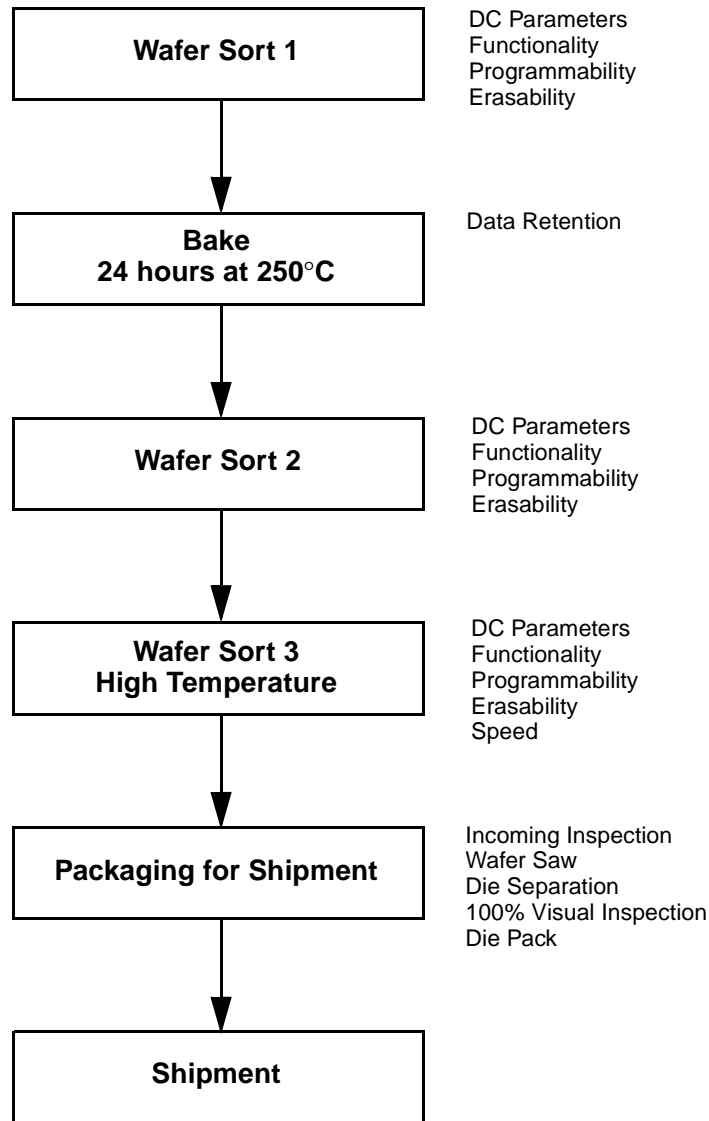 Wafer Sort 1
DC Parameters
Functionality
Programmability
Erasability
Bake
24 hours at 250°C
Data Retention
Wafer Sort 2
DC Parameters
Functionality
Programmability
Erasability
Wafer Sort 3
High Temperature
DC Parameters
Functionality
Programmability
Erasability
Speed
Packaging for Shipment
Incoming Inspection
Wafer Saw
Die Separation
100% Visual Inspection
Die Pack
Shipment